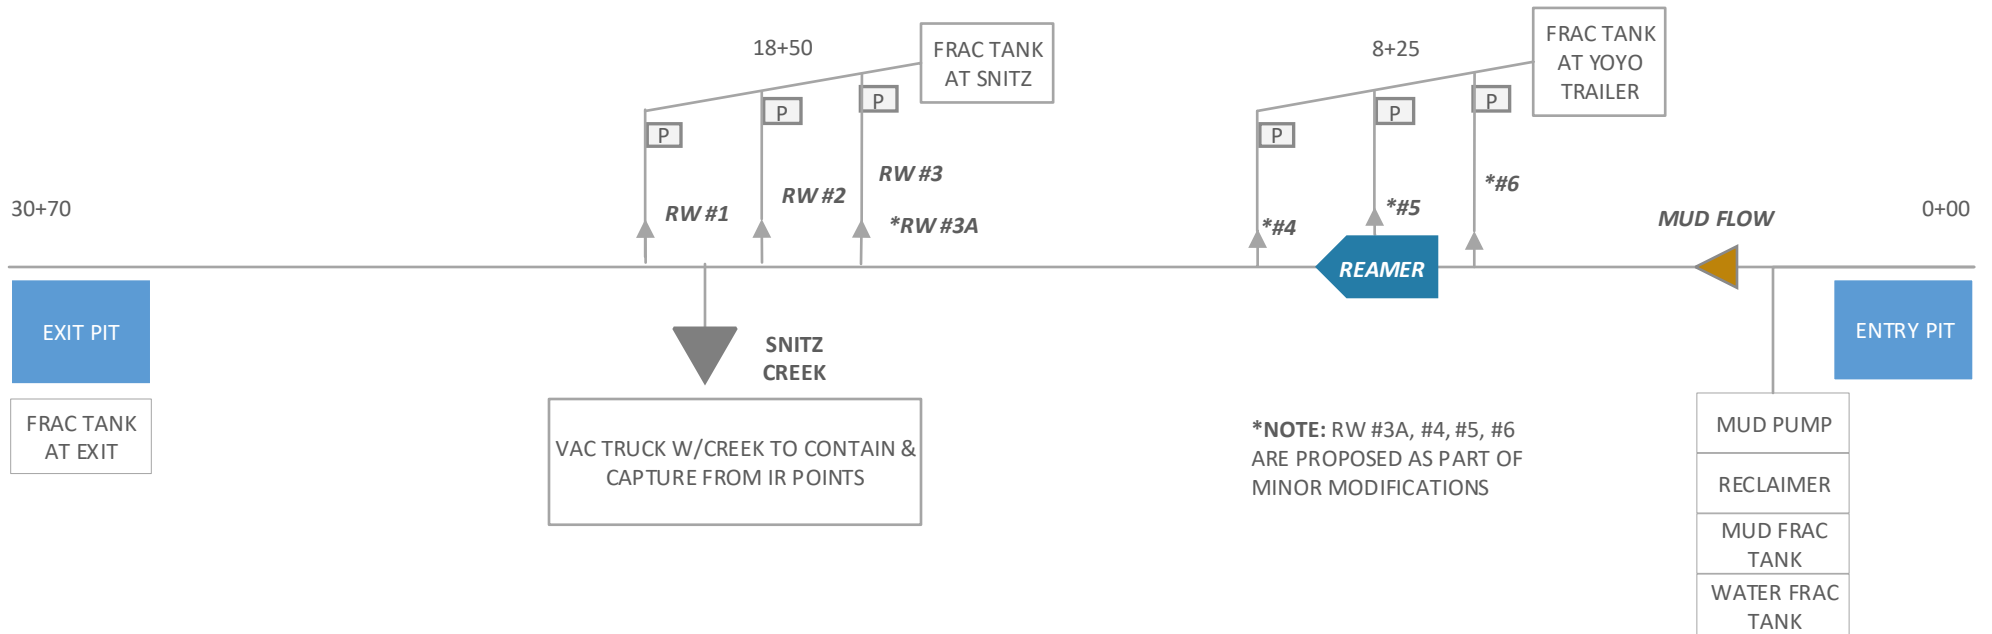 18+50
FRAC TANK
AT SNITZ
8+25
FRAC TANK
AT YOYO
TRAILER
P
P
P
P
P
P
RW #1
RW #2
RW #3
*RW #3A
*#4
*#5
*#6
30+70
MUD FLOW
0+00
REAMER
EXIT PIT
FRAC TANK
AT EXIT
SNITZ
CREEK
VAC TRUCK W/CREEK TO CONTAIN &
CAPTURE FROM IR POINTS
*NOTE: RW #3A, #4, #5, #6
ARE PROPOSED AS PART OF
MINOR MODIFICATIONS
ENTRY PIT
MUD PUMP
RECLAIMER
MUD FRAC
TANK
WATER FRAC
TANK